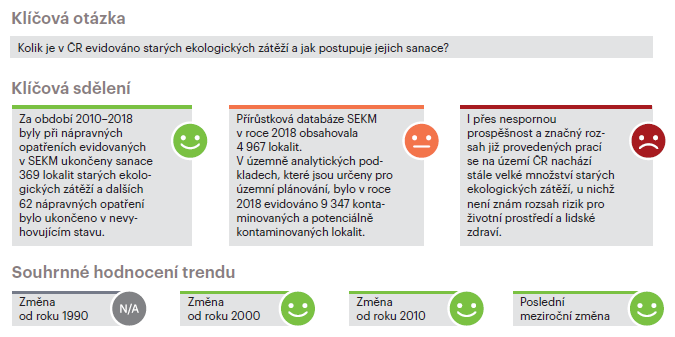 Klíčová otázka
Kolik je v ČR evidováno starých ekologických zátěží a jak postupuje jejich sanace?
Klíčová sdělení
Za období 2010–2018
byly při nápravných
opatřeních evidovaných
v SEKM ukončeny sanace
369 lokalit starých ekolo-
gických zátěží a dalších
62 nápravných opatření
bylo ukončeno v nevy-
hovujícím stavu.
Přírůstková databáze SEKM
v roce 2018 obsahovala
4 967 lokalit.
V územně analytických pod-
kladech, které jsou určeny pro
územní plánování, bylo v roce
2018 evidováno 9 347 konta-
minovaných a potenciálně
kontaminovaných lokalit.
I přes nespornou
prospěšnost a značný roz-
sah již provedených prací
se na území ČR nachází
stále velké množství starých
ekologických zátěží, u nichž
není znám rozsah rizik pro
životní prostředí a lidské
zdraví.
Souhrnné hodnocení trendu
Změna
od roku 1990
N/A
Změna
od roku 2000
Změna
od roku 2010
Poslední
meziroční změna